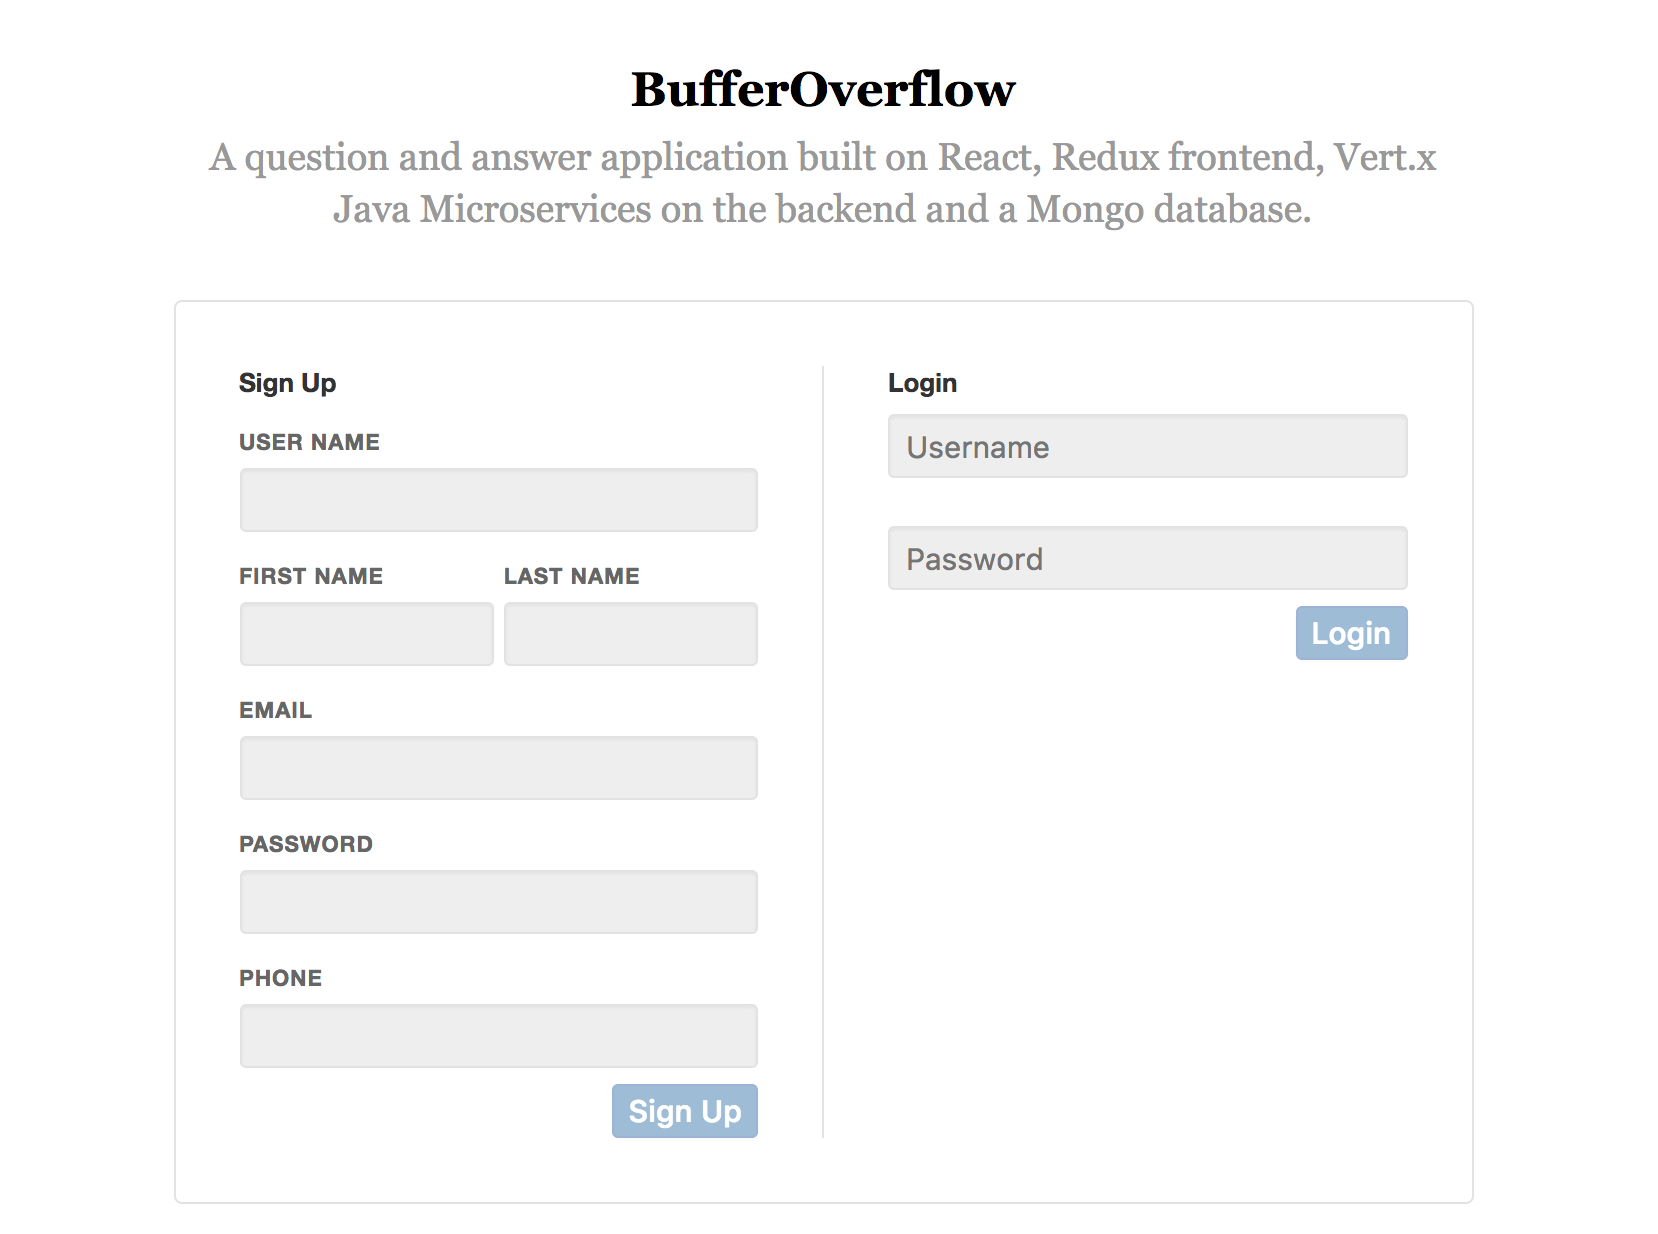 BufferOverflow
A question and answer application built on React, Redux frontend, Vert.x
Java Microservices on the backend and a Mongo database.
Sign Up
USER NAME
FIRST NAME LAST NAME
EMAIL
PASSWORD
PHONE
Sign Up
Login
Username
Password
Login